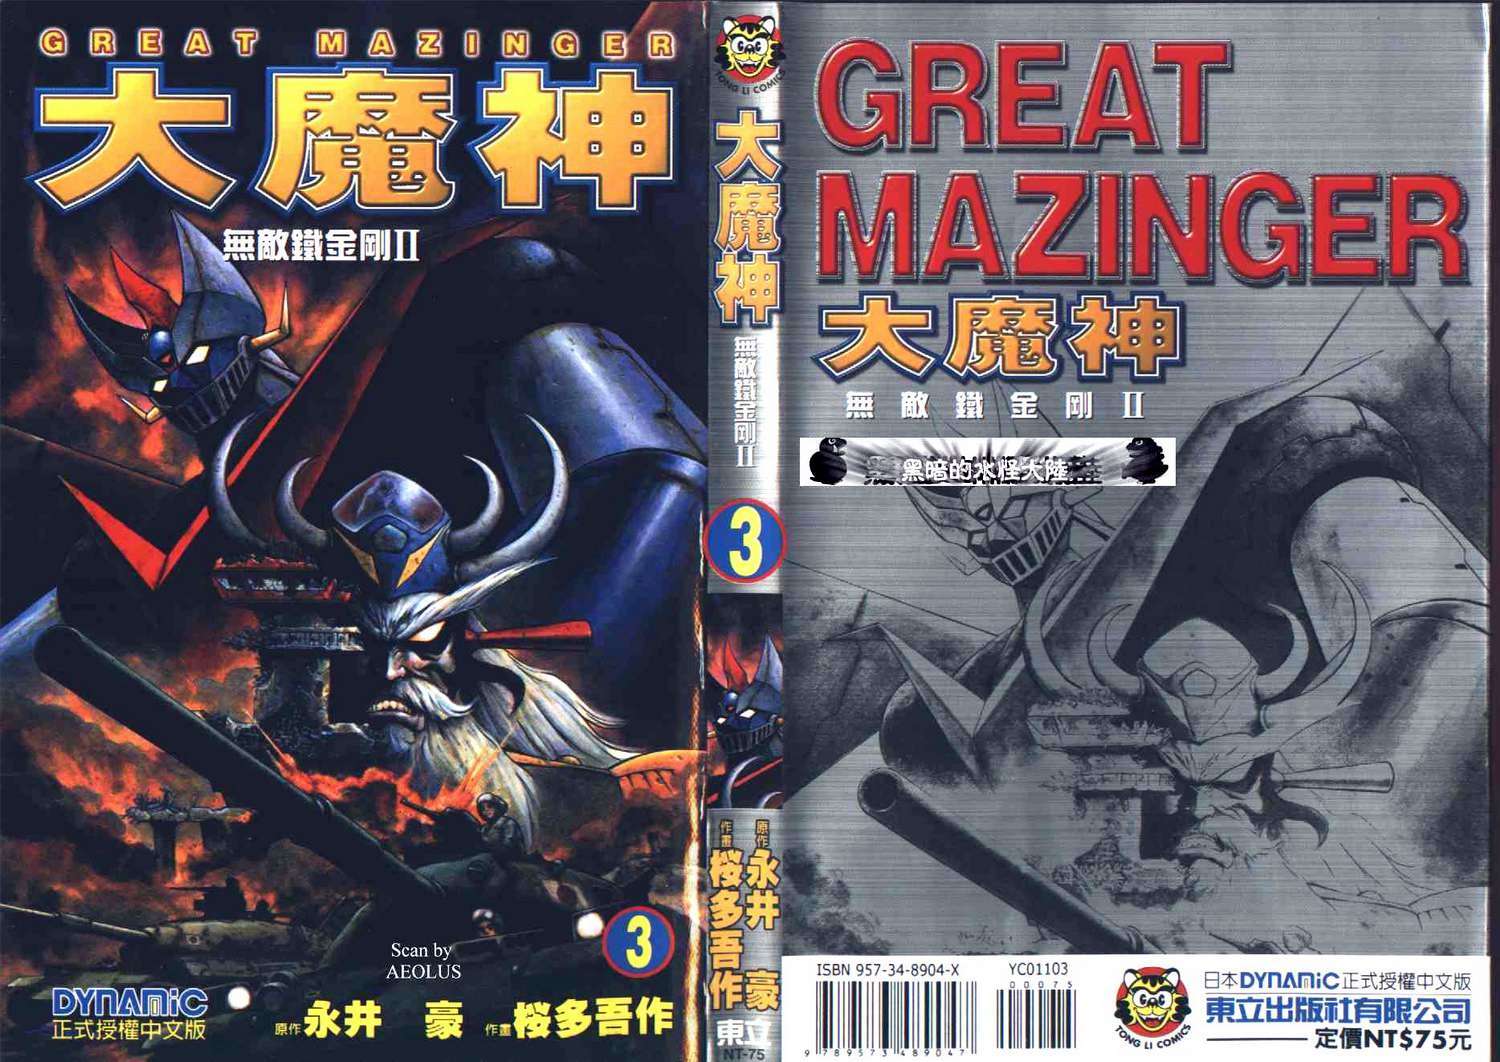 GREAT MAZINGER
大魔神
無敵鐵金剛II
Scan by
AEOLUS
3
DYNAMiC
正式授權中文版
原作 永井 豪 作畫 桜多吾作
TONG LI COMICS
大魔神
無敵鐵金剛II
3
原作 永井 豪
作畫 桜多吾作
東立
NT-75
GREAT
MAZINGER
大魔神
無敵鐵金剛II
黑暗的水怪大陸
ISBN 957-34-8904-X
YC01103
00075
9 789573 489047
TONG LI COMICS
日本DYNAMiC正式授權中文版
東立出版社有限公司
定價NT$75元